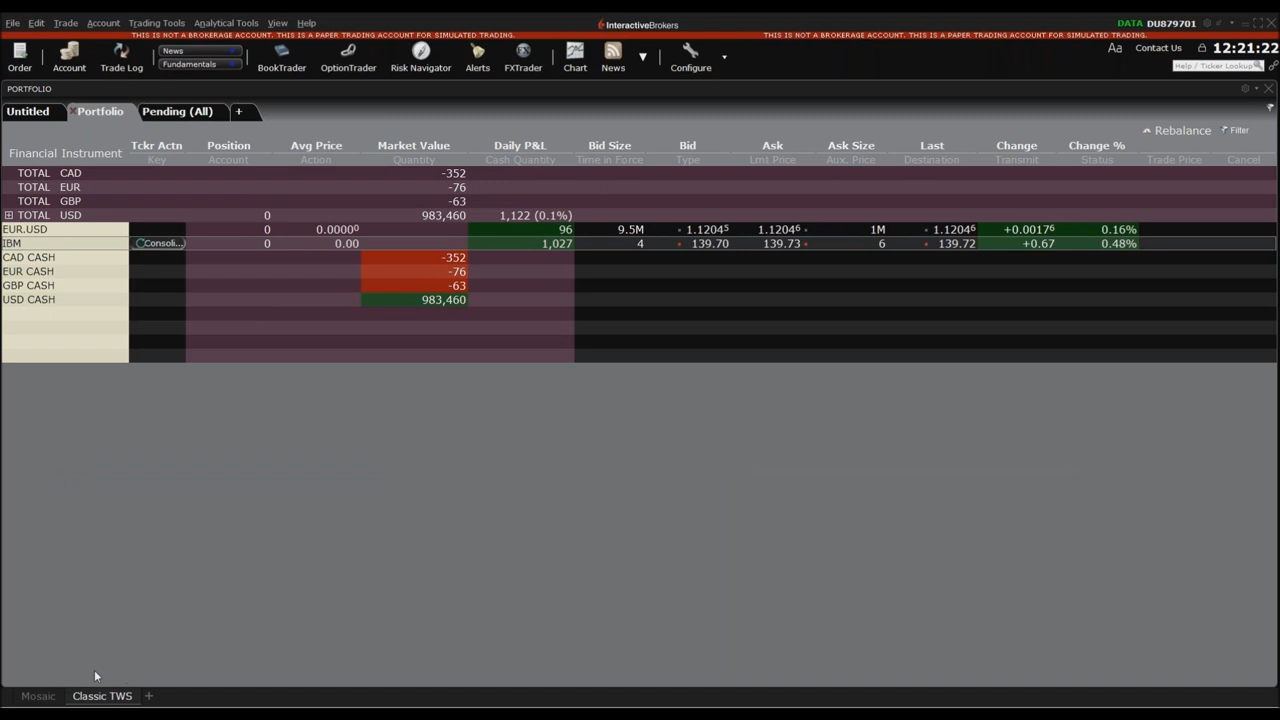 File Edit Trade Account Trading Tools Analytical Tools View Help InteractiveBrokers DATA DU879701
THIS IS NOT A BROKERAGE ACCOUNT. THIS IS A PAPER TRADING ACCOUNT FOR SIMULATED TRADING. THIS IS NOT A BROKERAGE ACCOUNT. THIS IS A PAPER TRADING ACCOUNT FOR SIMULATED TRADING.
News
Fundamentals
Aa Contact Us 12:21:22
Help / Ticker Lookup
Order Account Trade Log BookTrader OptionTrader Risk Navigator Alerts FXTrader Chart News Configure
PORTFOLIO
Untitled Portfolio Pending (All) +
Rebalance Filter
Financial Instrument Tckr Actn Position Avg Price Market Value Daily P&L Bid Size Bid Ask Ask Size Last Change Change %
Key Account Action Quantity Cash Quantity Time in Force Type Lmt Price Aux. Price Destination Transmit Status Trade Price Cancel
TOTAL CAD -352
TOTAL EUR -76
TOTAL GBP -63
TOTAL USD 0 983,460 1,122 (0.1%)
EUR.USD 0 0.0000⁰ 96 9.5M 1.1204⁵ 1.1204⁶ 1M 1.1204⁶ +0.0017⁶ 0.16%
IBM Consoli...) 0 0.00 1,027 4 139.70 139.73 6 139.72 +0.67 0.48%
CAD CASH -352
EUR CASH -76
GBP CASH -63
USD CASH 983,460
Mosaic Classic TWS +